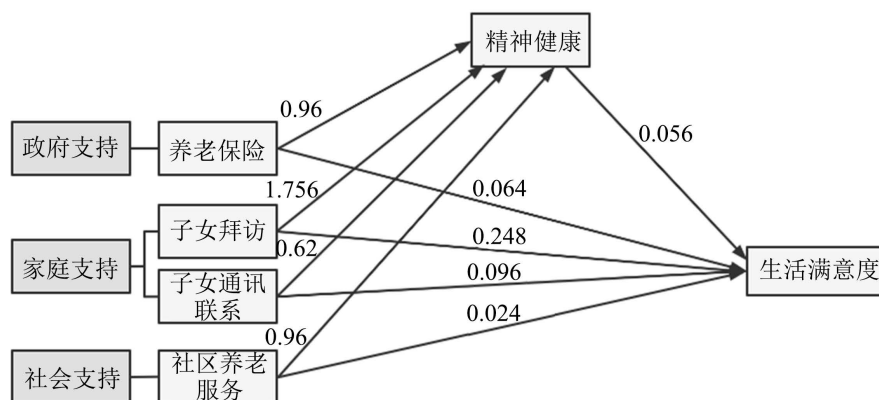 精神健康
0.96
0.056
政府支持
养老保险
1.756
0.064
子女拜访
0.62
0.248
家庭支持
0.096
生活满意度
子女通讯
联系
0.024
0.96
社会支持
社区养老
服务